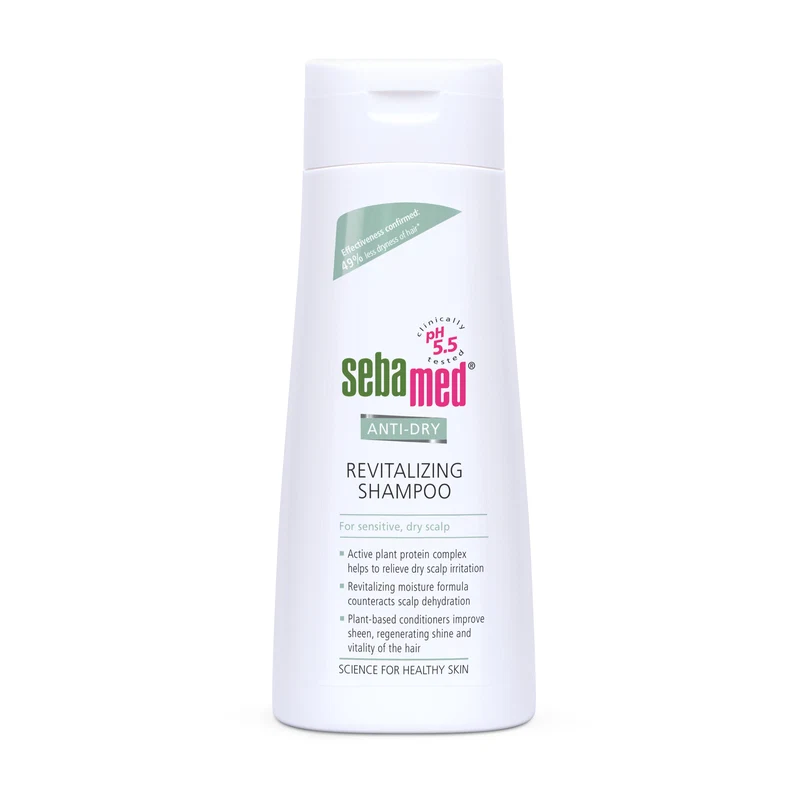 Effectiveness confirmed:
49% less dryness of hair*
clinically
pH
5.5
tested
sebamed®
ANTI-DRY
REVITALIZING
SHAMPOO
For sensitive, dry scalp
▪ Active plant protein complex
helps to relieve dry scalp irritation
▪ Revitalizing moisture formula
counteracts scalp dehydration
▪ Plant-based conditioners improve
sheen, regenerating shine and
vitality of the hair
SCIENCE FOR HEALTHY SKIN